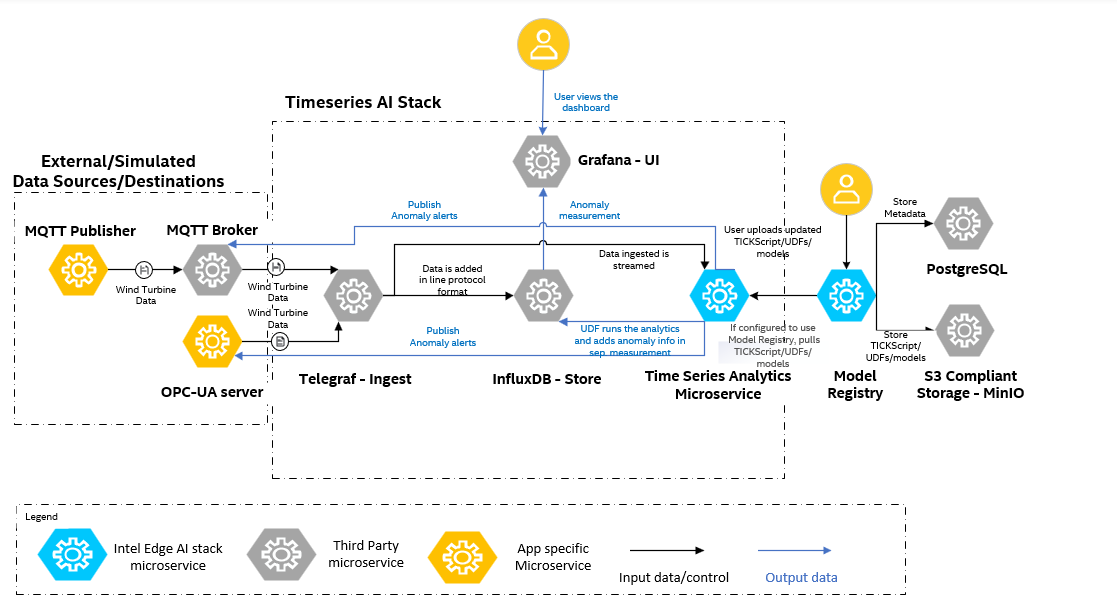 User views the
dashboard
Timeseries AI Stack
Grafana - UI
External/Simulated
Data Sources/Destinations
Publish
Anomaly alerts
Anomaly
measurement
Store
Metadata
MQTT Publisher
MQTT Broker
User uploads updated
TICKScript/UDFs/
models
Data ingested is
streamed
PostgreSQL
Wind Turbine
Data
Wind Turbine
Data
Data is added
in line protocol
format
Wind Turbine
Data
Publish
Anomaly alerts
UDF runs the analytics
and adds anomaly info in
sep measurement
If configured to use
Model Registry, pulls
TICKScript/UDFs/
models
Store
TICKScript/
UDFs/models
OPC-UA server
Telegraf - Ingest
InfluxDB - Store
Time Series Analytics
Microservice
Model
Registry
S3 Compliant
Storage - MinIO
Legend
Intel Edge AI stack
microservice
Third Party
microservice
App specific
Microservice
Input data/control
Output data